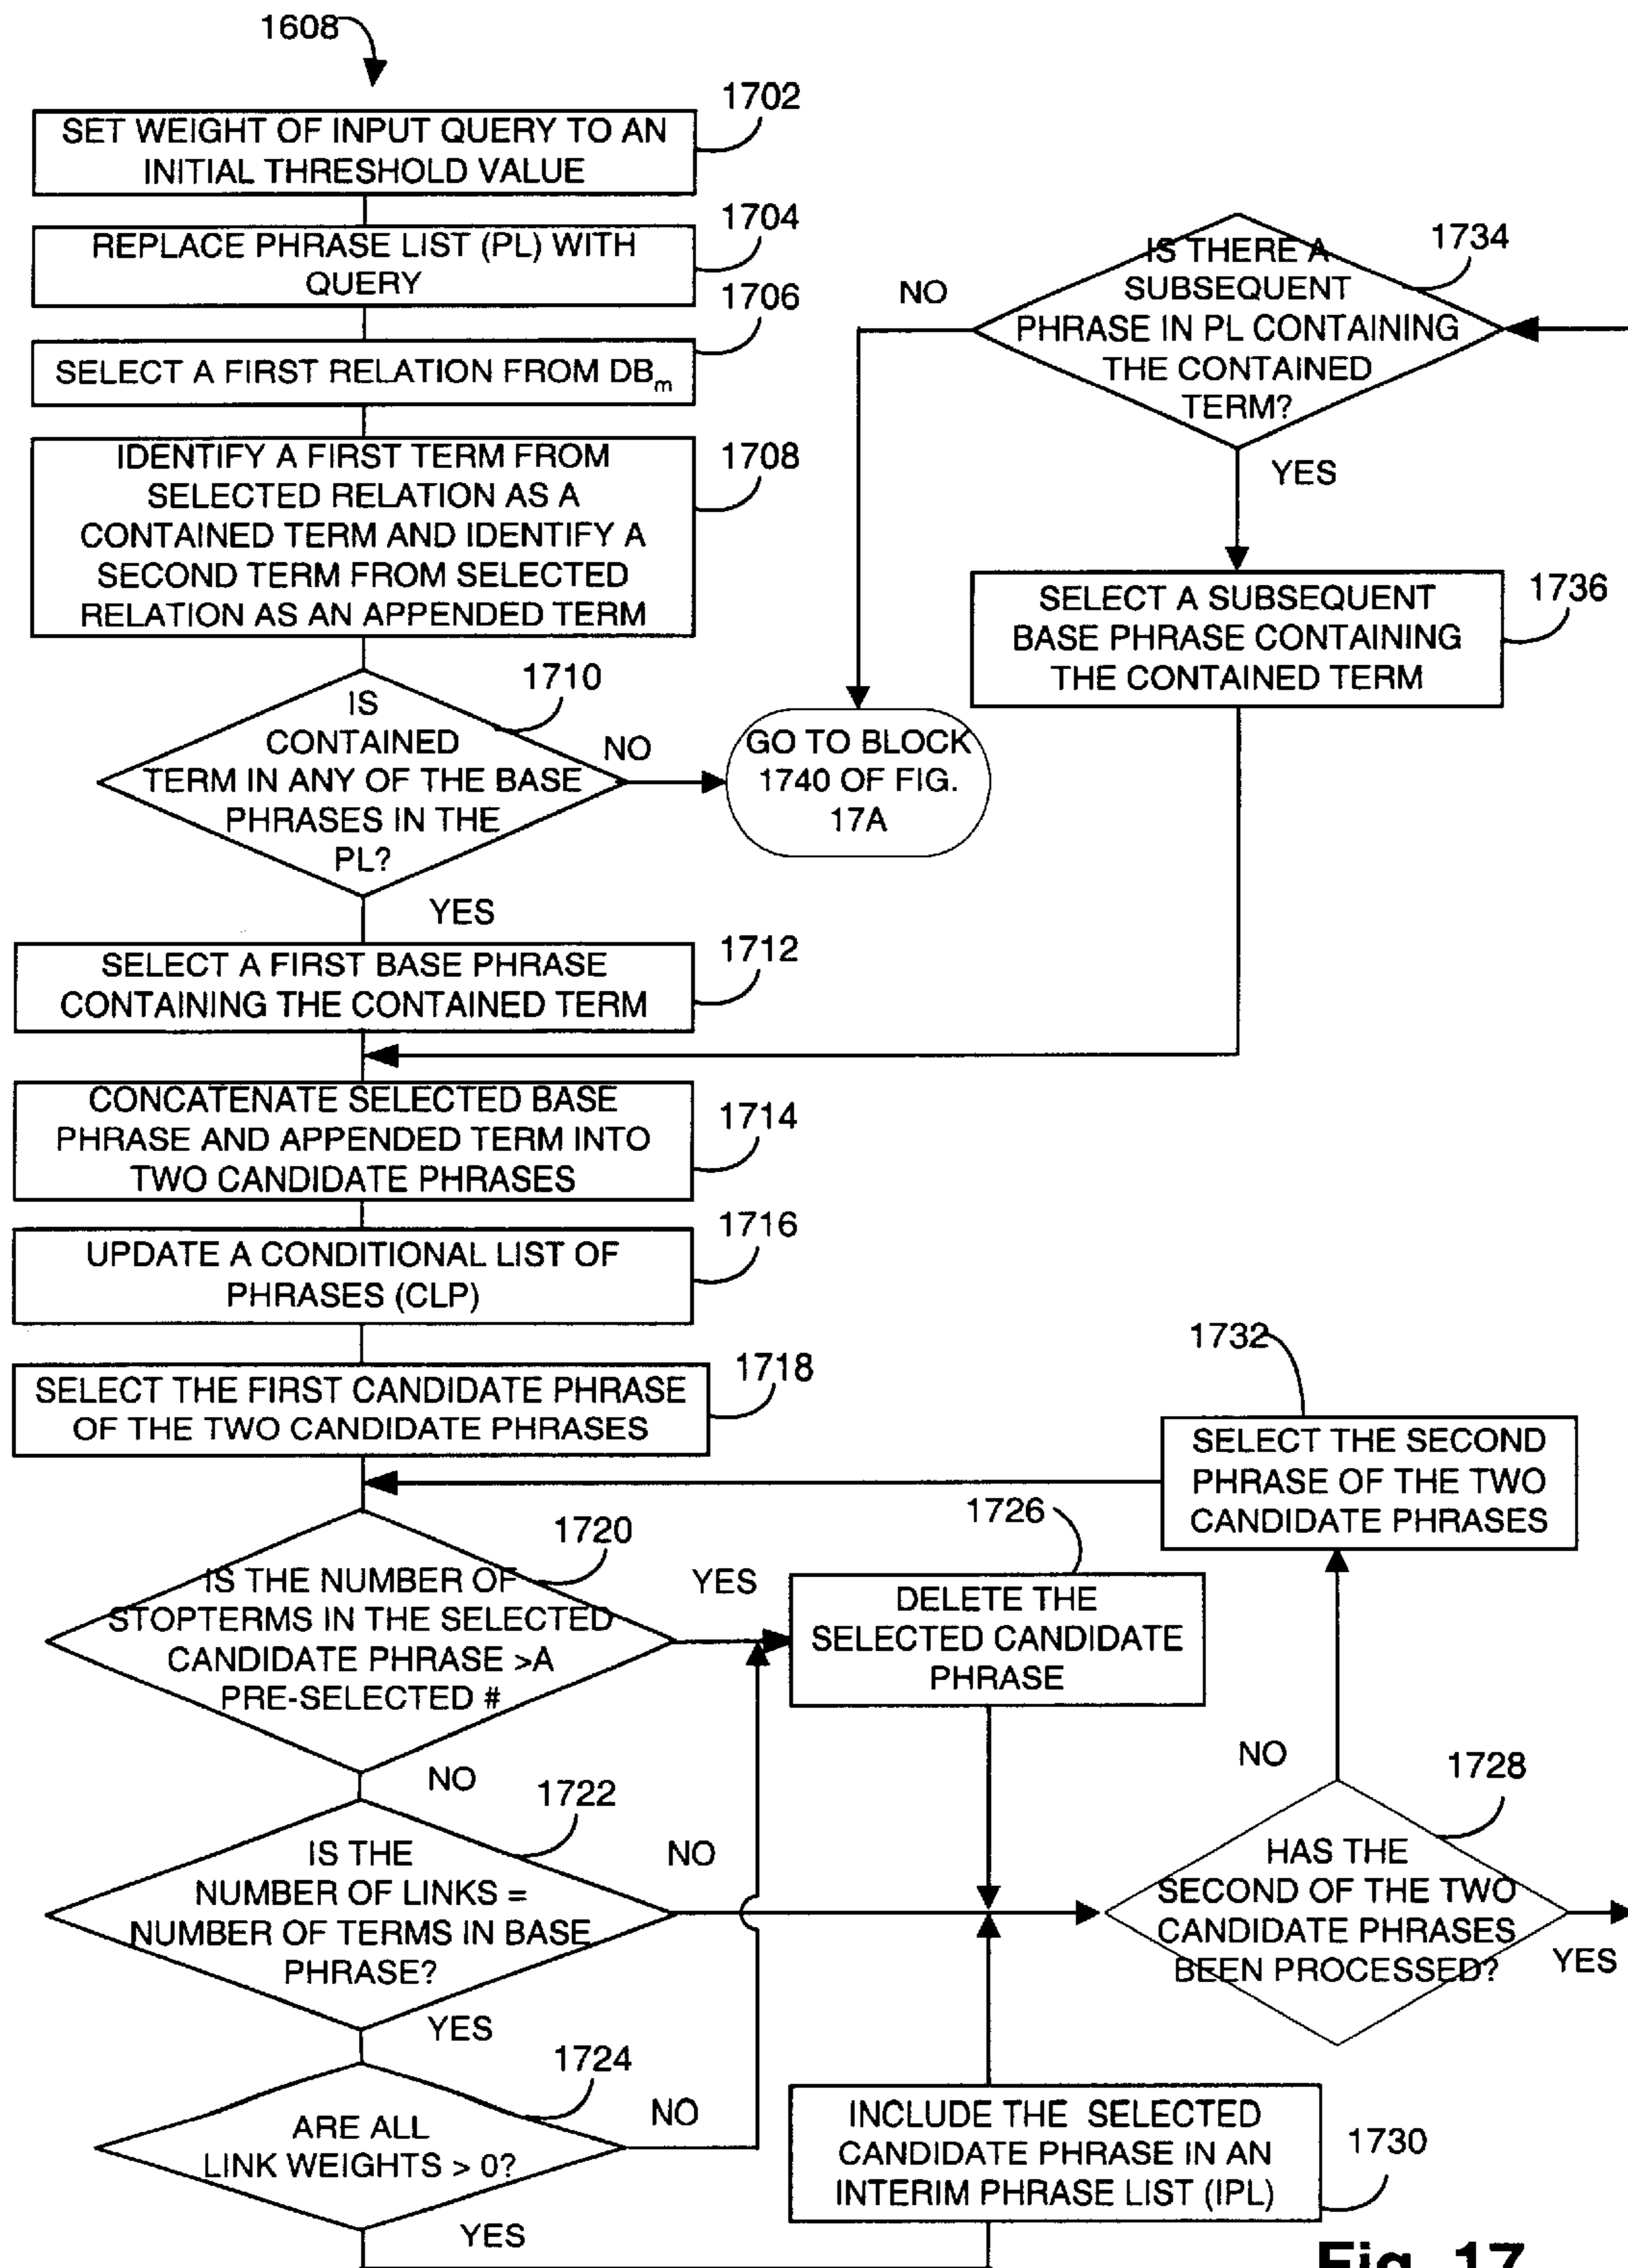 1608
1702
SET WEIGHT OF INPUT QUERY TO AN
INITIAL THRESHOLD VALUE
1704
REPLACE PHRASE LIST (PL) WITH
QUERY
1706
SELECT A FIRST RELATION FROM DBm
1708
IDENTIFY A FIRST TERM FROM
SELECTED RELATION AS A
CONTAINED TERM AND IDENTIFY A
SECOND TERM FROM SELECTED
RELATION AS AN APPENDED TERM
1710
IS
CONTAINED
TERM IN ANY OF THE BASE
PHRASES IN THE
PL?
NO
GO TO BLOCK
1740 OF FIG.
17A
YES
1712
SELECT A FIRST BASE PHRASE
CONTAINING THE CONTAINED TERM
1714
CONCATENATE SELECTED BASE
PHRASE AND APPENDED TERM INTO
TWO CANDIDATE PHRASES
1716
UPDATE A CONDITIONAL LIST OF
PHRASES (CLP)
1718
SELECT THE FIRST CANDIDATE PHRASE
OF THE TWO CANDIDATE PHRASES
1720
IS THE NUMBER OF
STOPTERMS IN THE SELECTED
CANDIDATE PHRASE >A
PRE-SELECTED #
YES
NO
1722
IS THE
NUMBER OF LINKS =
NUMBER OF TERMS IN BASE
PHRASE?
NO
YES
1724
ARE ALL
LINK WEIGHTS > 0?
NO
YES
1726
DELETE THE
SELECTED CANDIDATE
PHRASE
1728
HAS THE
SECOND OF THE TWO
CANDIDATE PHRASES
BEEN PROCESSED?
NO
YES
1730
INCLUDE THE SELECTED
CANDIDATE PHRASE IN AN
INTERIM PHRASE LIST (IPL)
1732
SELECT THE SECOND
PHRASE OF THE TWO
CANDIDATE PHRASES
1734
IS THERE A
SUBSEQUENT
PHRASE IN PL CONTAINING
THE CONTAINED
TERM?
NO
YES
1736
SELECT A SUBSEQUENT
BASE PHRASE CONTAINING
THE CONTAINED TERM
Fig. 17